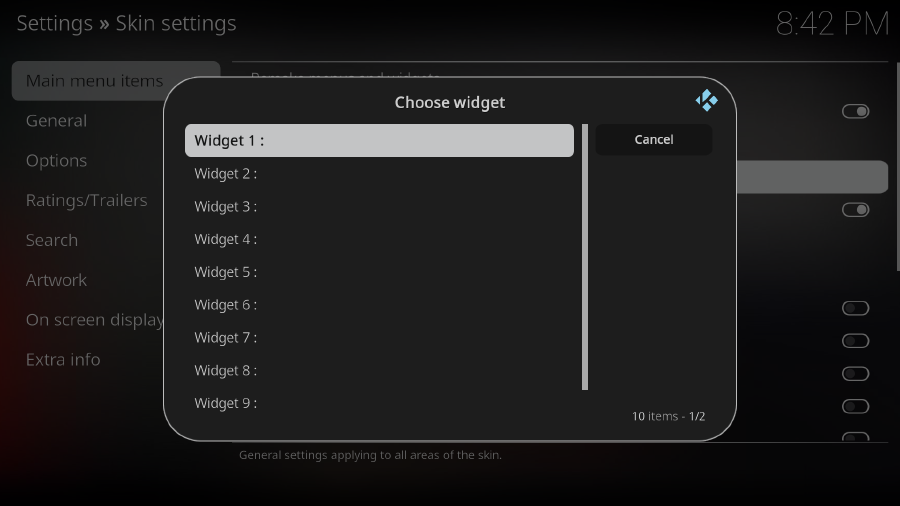 Settings » Skin settings
8:42 PM
Main menu items
General
Options
Ratings/Trailers
Search
Artwork
On screen display
Extra info
Choose widget
Widget 1 :
Widget 2 :
Widget 3 :
Widget 4 :
Widget 5 :
Widget 6 :
Widget 7 :
Widget 8 :
Widget 9 :
Cancel
10 items - 1/2
General settings applying to all areas of the skin.